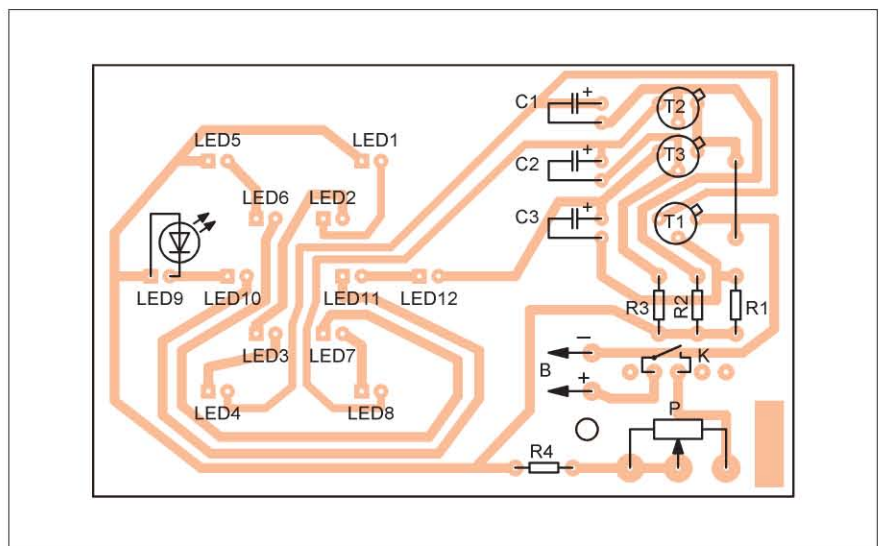 C1
+
T2
LED5
LED1
C2
+
T3
LED6
LED2
C3
+
T1
LED9
LED10
LED11
LED12
R3
R2
R1
LED3
LED7
−
K
B
+
LED4
LED8
P
R4